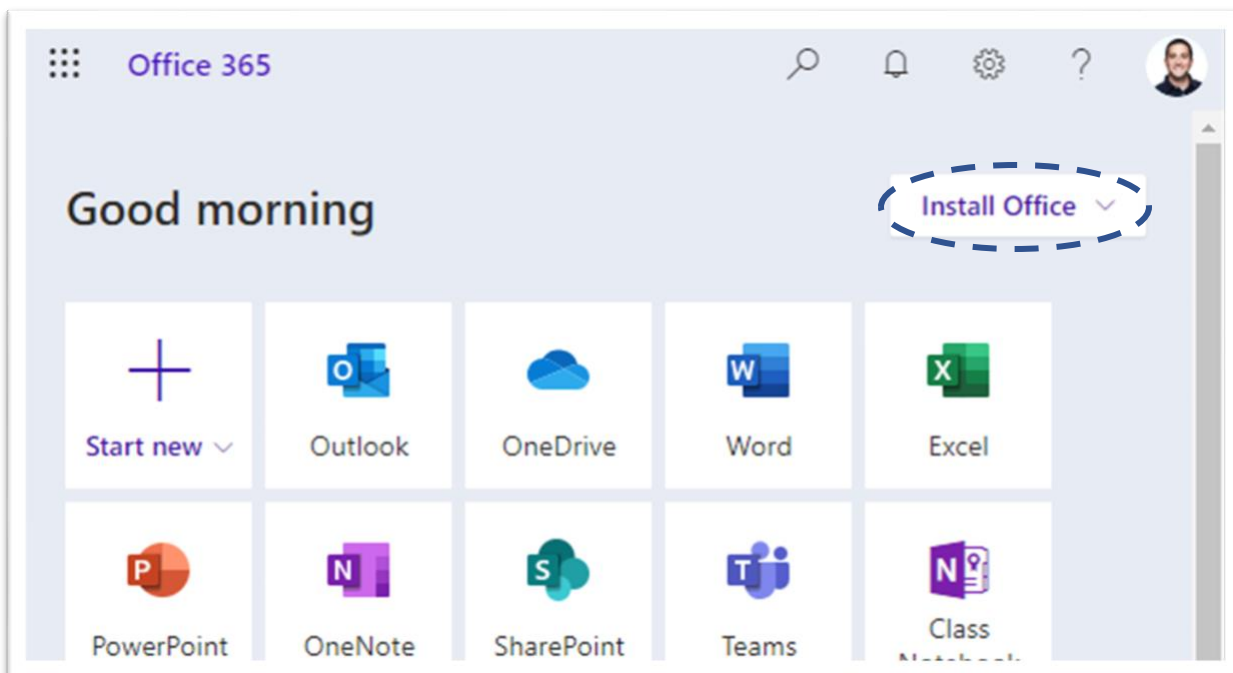 Office 365
?
Good morning
Install Office
Start new
Outlook
OneDrive
Word
Excel
PowerPoint
OneNote
SharePoint
Teams
Class